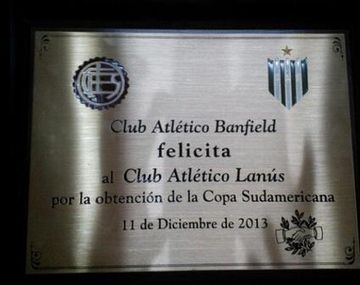 Club Atlético Banfield
felicita
al Club Atlético Lanús
por la obtención de la Copa Sudamericana
11 de Diciembre de 2013